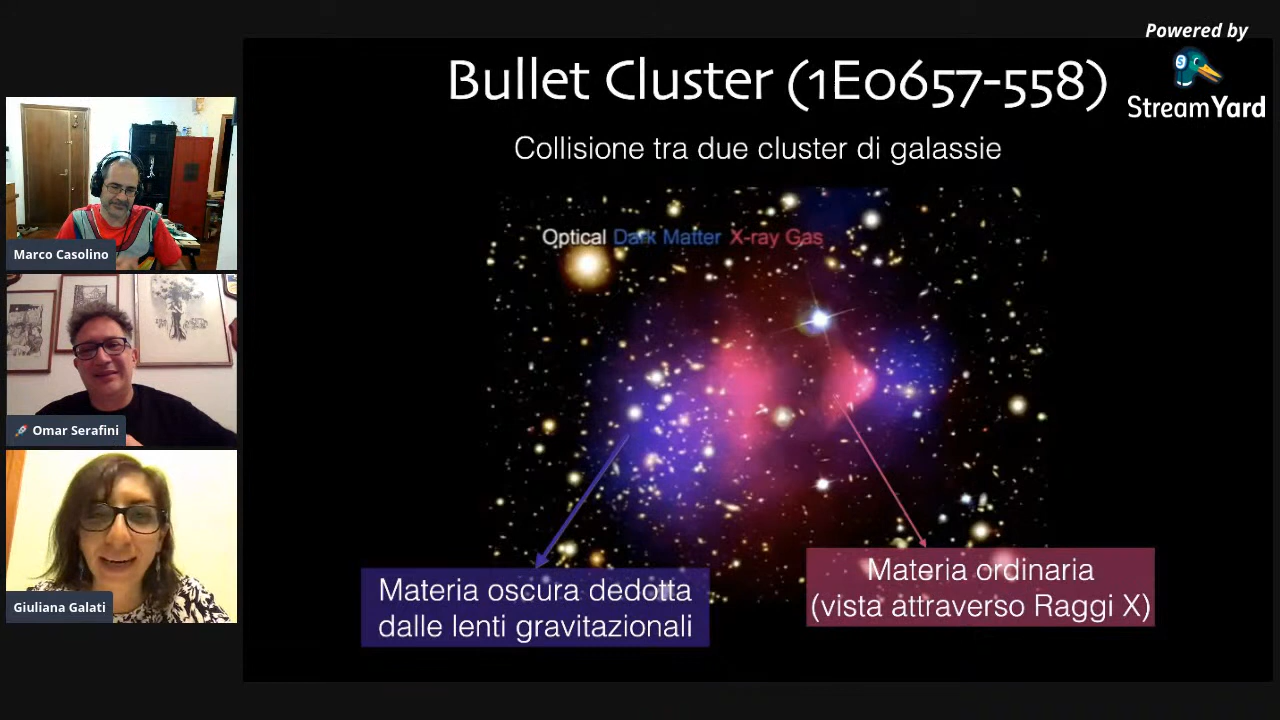 Powered by
StreamYard
Bullet Cluster (1E0657-558)
Collisione tra due cluster di galassie
Optical Dark Matter X-ray Gas
Materia oscura dedotta
dalle lenti gravitazionali
Materia ordinaria
(vista attraverso Raggi X)
Marco Casolino
🚀 Omar Serafini
Giuliana Galati